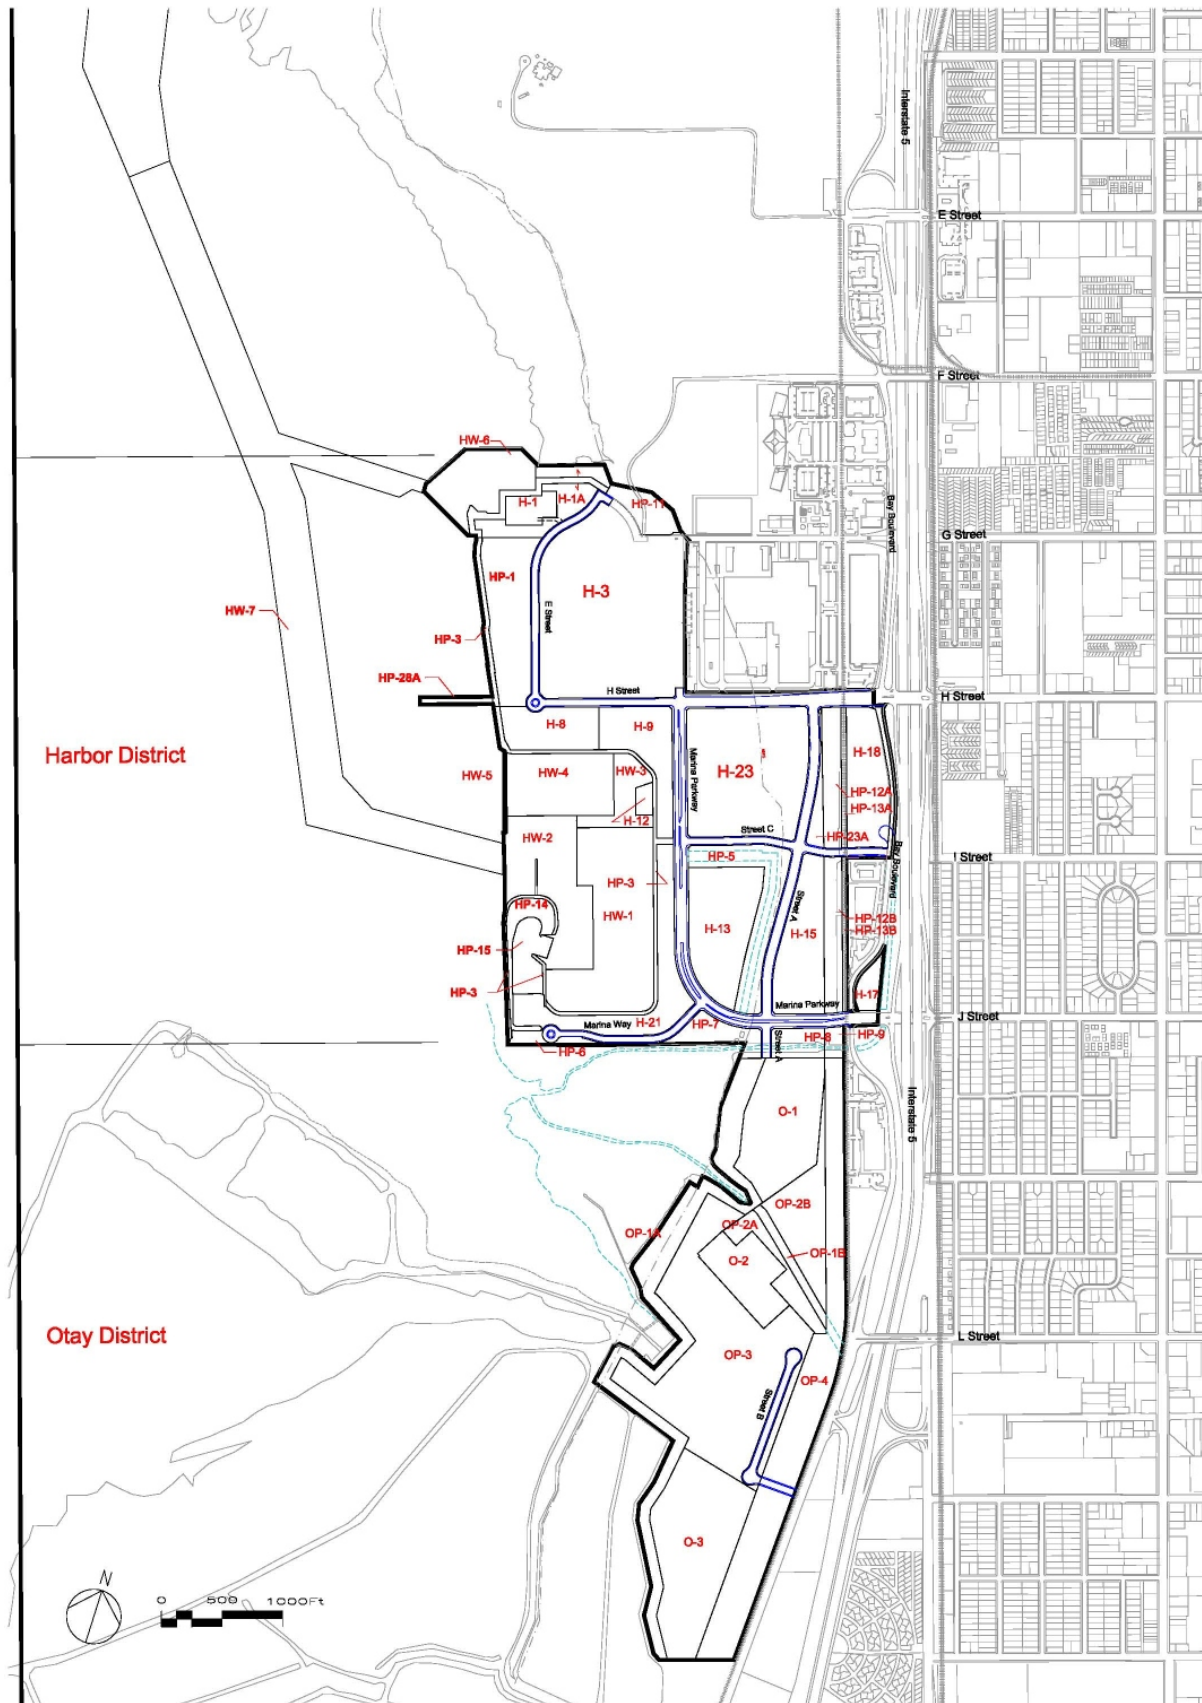 Interstate 5
E Street
F Street
HW-6
H-1
H-1A
HP-11
Bay Boulevard
G Street
HP-1
H-3
HW-7
E Street
HP-3
HP-28A
H Street
H Street
H-8
H-9
Harbor District
HW-5
HW-4
HW-3
Marina Parkway
H-23
H-18
HP-12A
HP-13A
H-12
HW-2
Street C
HP-23A
Bay Boulevard
I Street
HP-5
HP-3
HP-14
HW-1
Street A
HP-12B
HP-13B
H-13
H-15
HP-15
HP-3
H-17
Marina Parkway
J Street
Marina Way
H-21
HP-7
HP-8
HP-9
HP-6
Street A
Interstate 5
O-1
OP-2B
OP-2A
OP-1A
OP-1B
O-2
Otay District
L Street
OP-3
OP-4
Street B
O-3
N
0 500 1000Ft